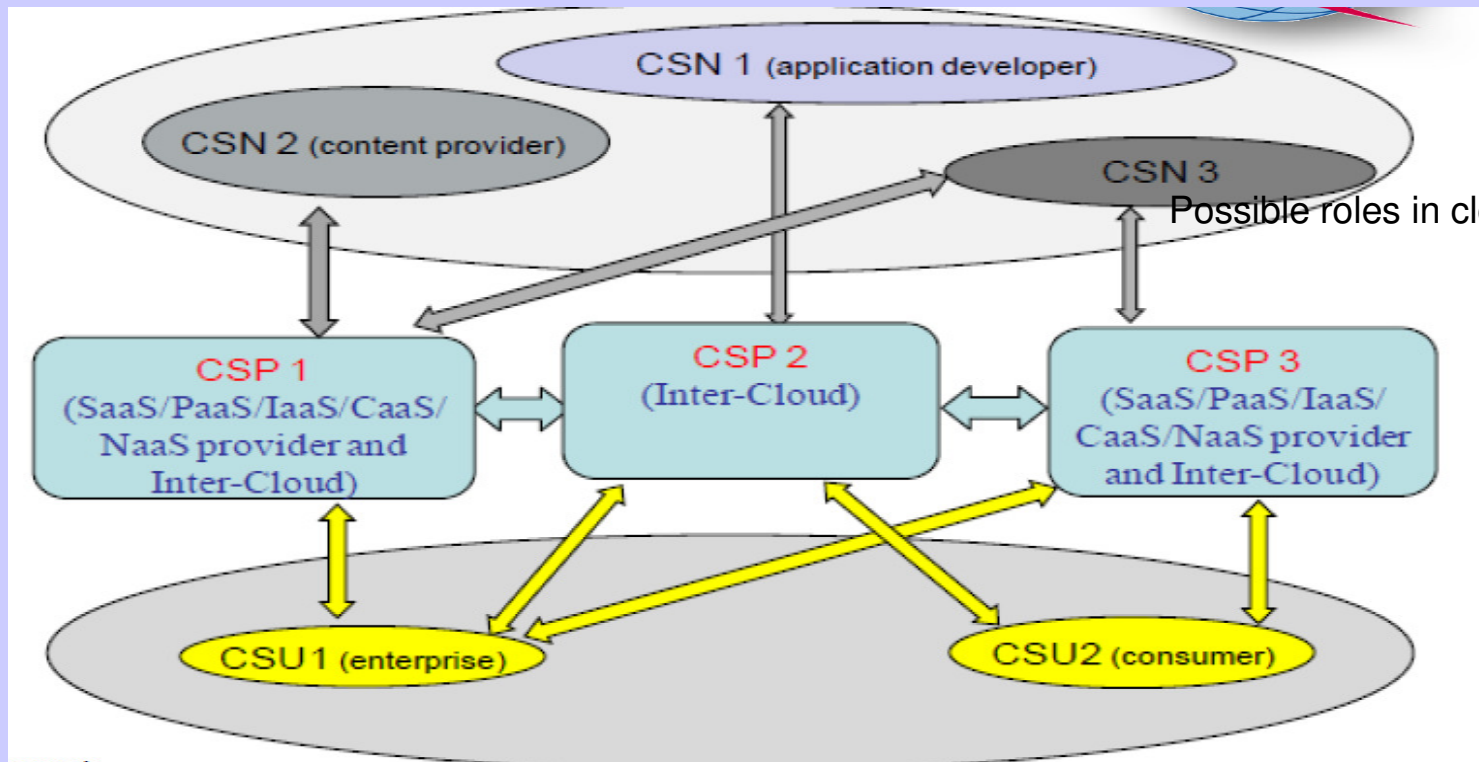 CSN 1 (application developer)
CSN 2 (content provider)
CSN 3
Possible roles in cl
CSP 1
(SaaS/PaaS/IaaS/CaaS/
NaaS provider and
Inter-Cloud)
CSP 2
(Inter-Cloud)
CSP 3
(SaaS/PaaS/IaaS/
CaaS/NaaS provider
and Inter-Cloud)
CSU1 (enterprise)
CSU2 (consumer)